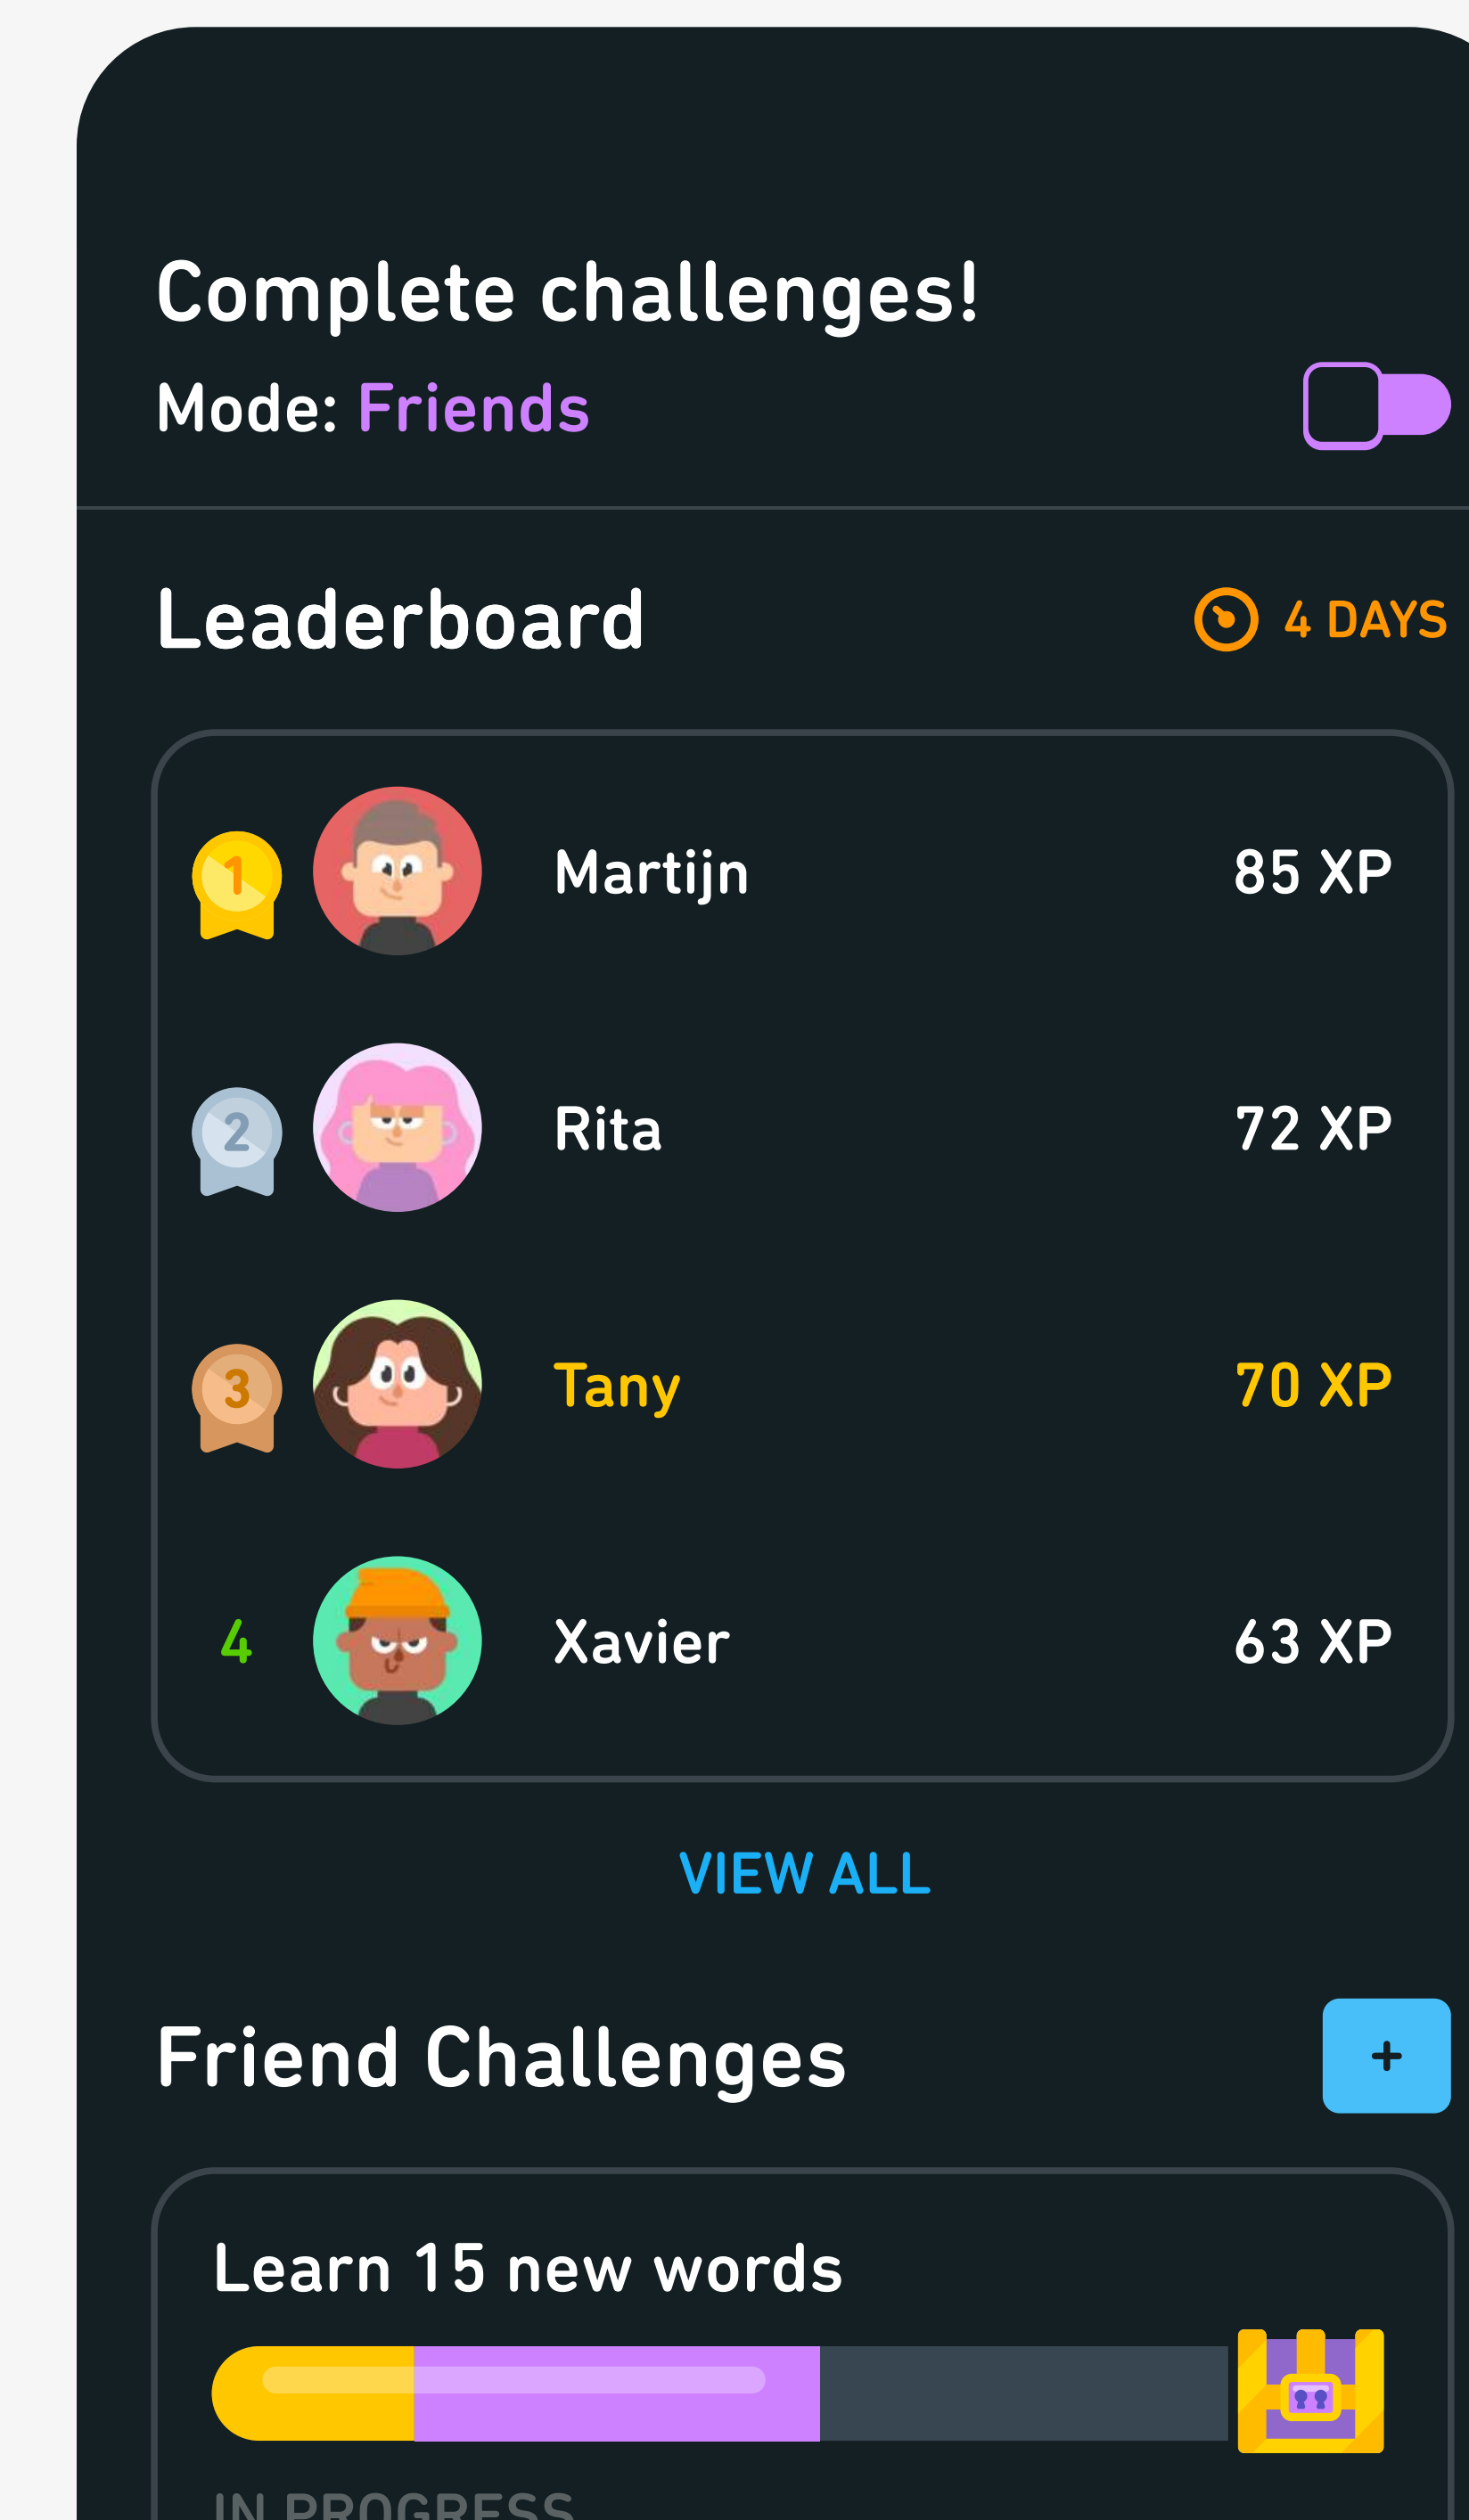 Complete challenges!
Mode: Friends
Leaderboard
4 DAYS
1
Martijn
85 XP
2
Rita
72 XP
3
Tany
70 XP
4
Xavier
63 XP
VIEW ALL
Friend Challenges
+
Learn 15 new words
IN PROGRESS